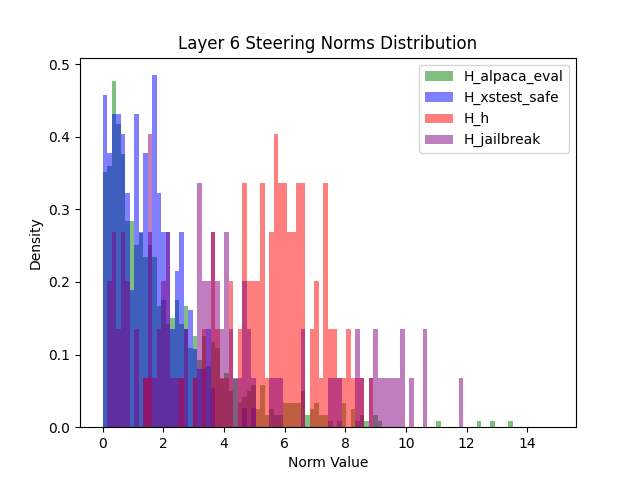 Layer 6 Steering Norms Distribution
H_alpaca_eval
H_xstest_safe
H_h
H_jailbreak
0.5
0.4
0.3
0.2
0.1
0.0
Density
0 2 4 6 8 10 12 14
Norm Value